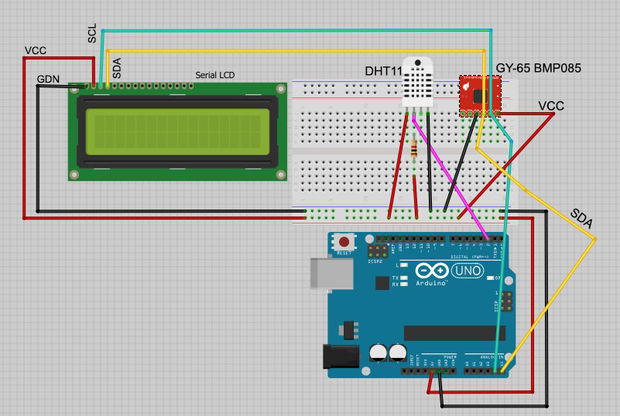 SCL
VCC
SDA
GDN
Serial LCD
DHT11
GY-65 BMP085
VCC
SDA
RESET
ICSP2
L
TX
RX
UNO
Arduino
ON
ICSP
DIGITAL (PWM~)
POWER
ANALOG IN